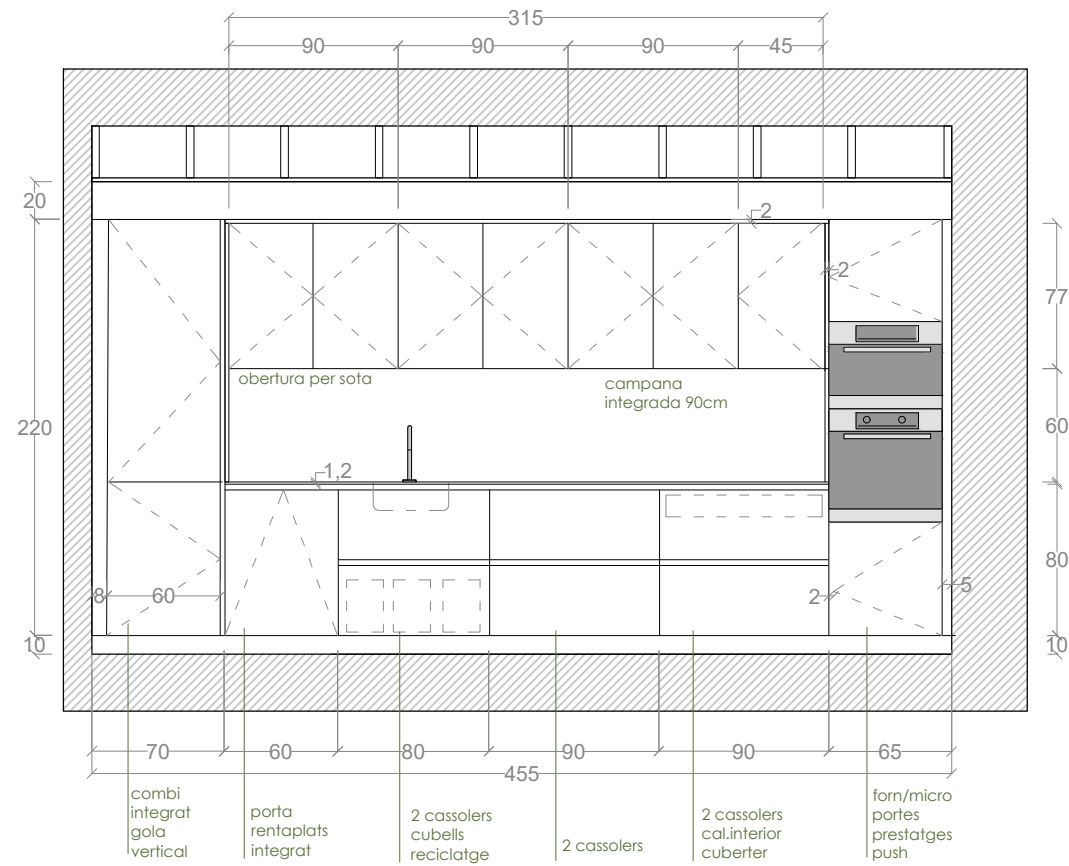 315
90
90
90
45
20
2
2
77
obertura per sota
campana
integrada 90cm
220
60
1,2
80
8
60
2
5
10
10
70
60
80
90
90
65
455
combi
integrat
gola
vertical
porta
rentaplats
integrat
2 cassolers
cubells
reciclatge
2 cassolers
2 cassolers
cal.interior
cuberter
forn/micro
portes
prestatges
push